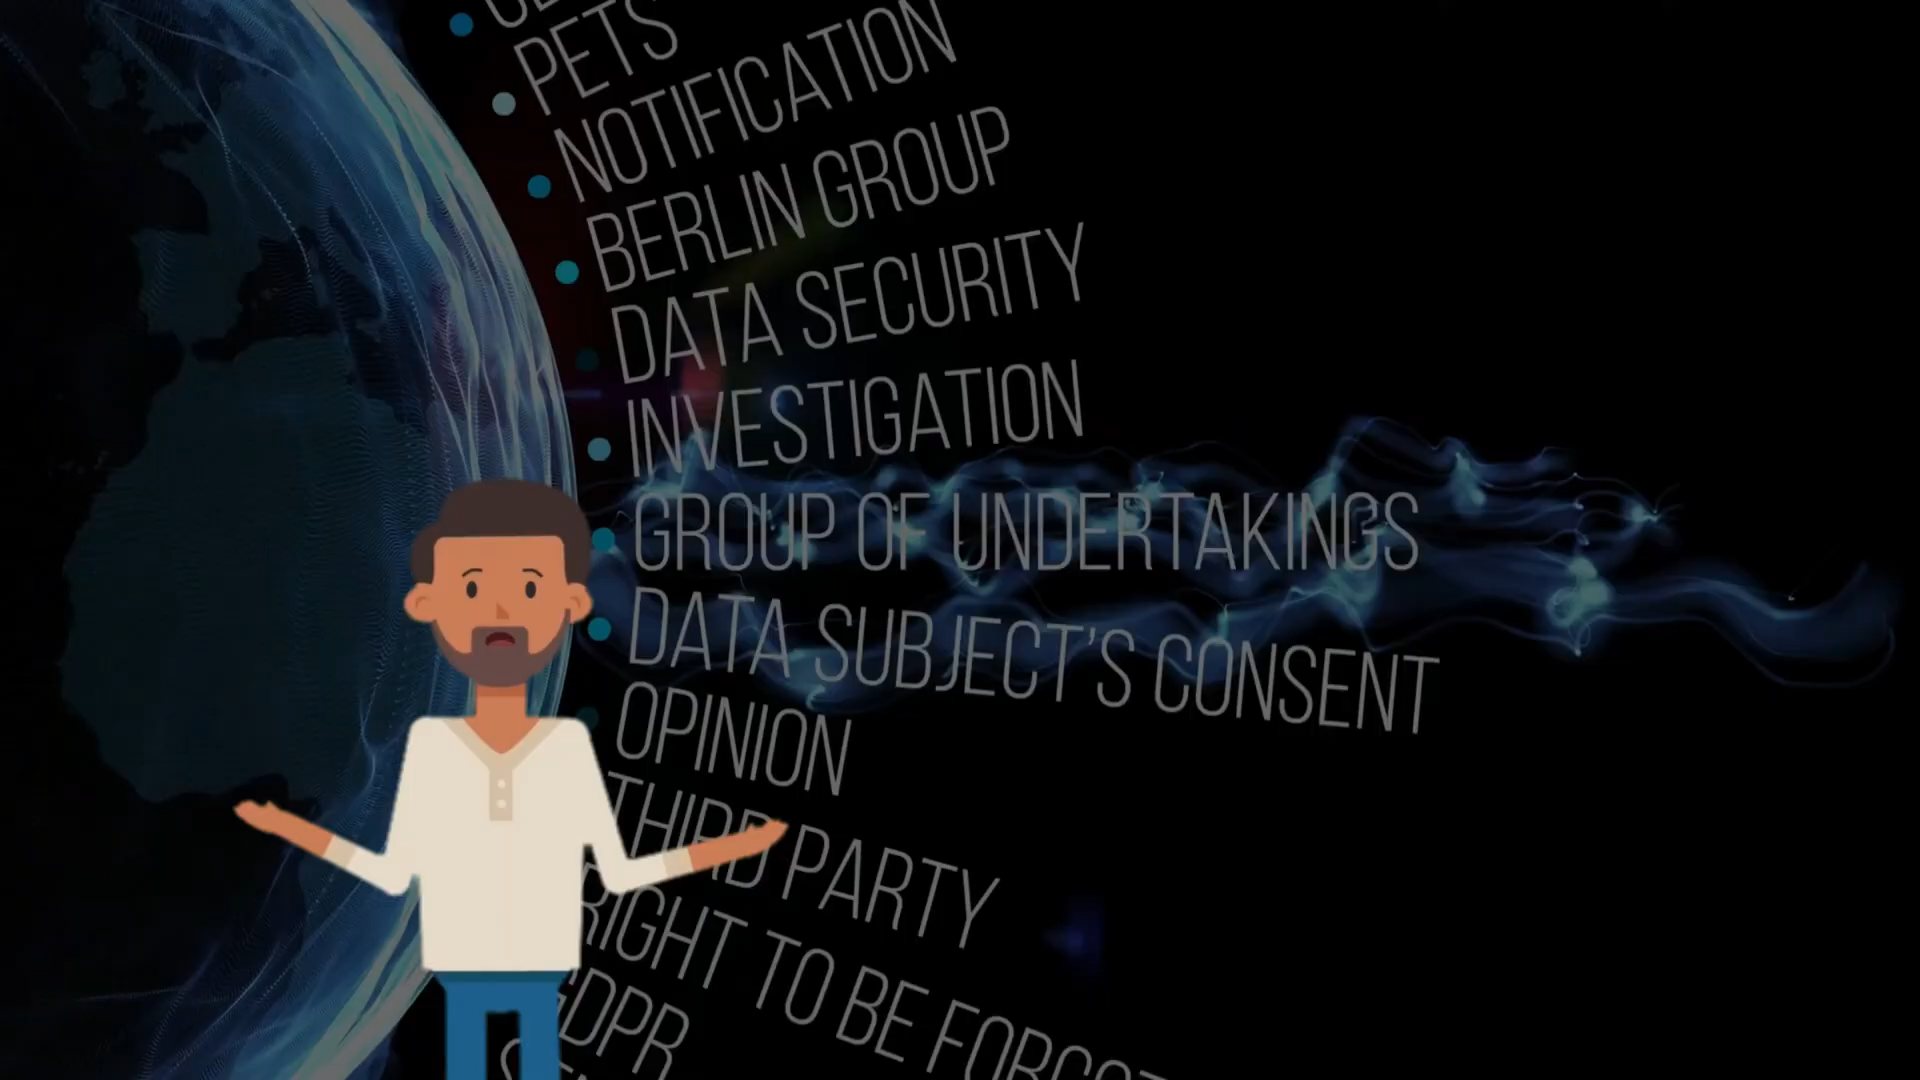 PETS
NOTIFICATION
BERLIN GROUP
DATA SECURITY
INVESTIGATION
GROUP OF UNDERTAKINGS
DATA SUBJECT'S CONSENT
OPINION
THIRD PARTY
RIGHT TO BE
GDPR